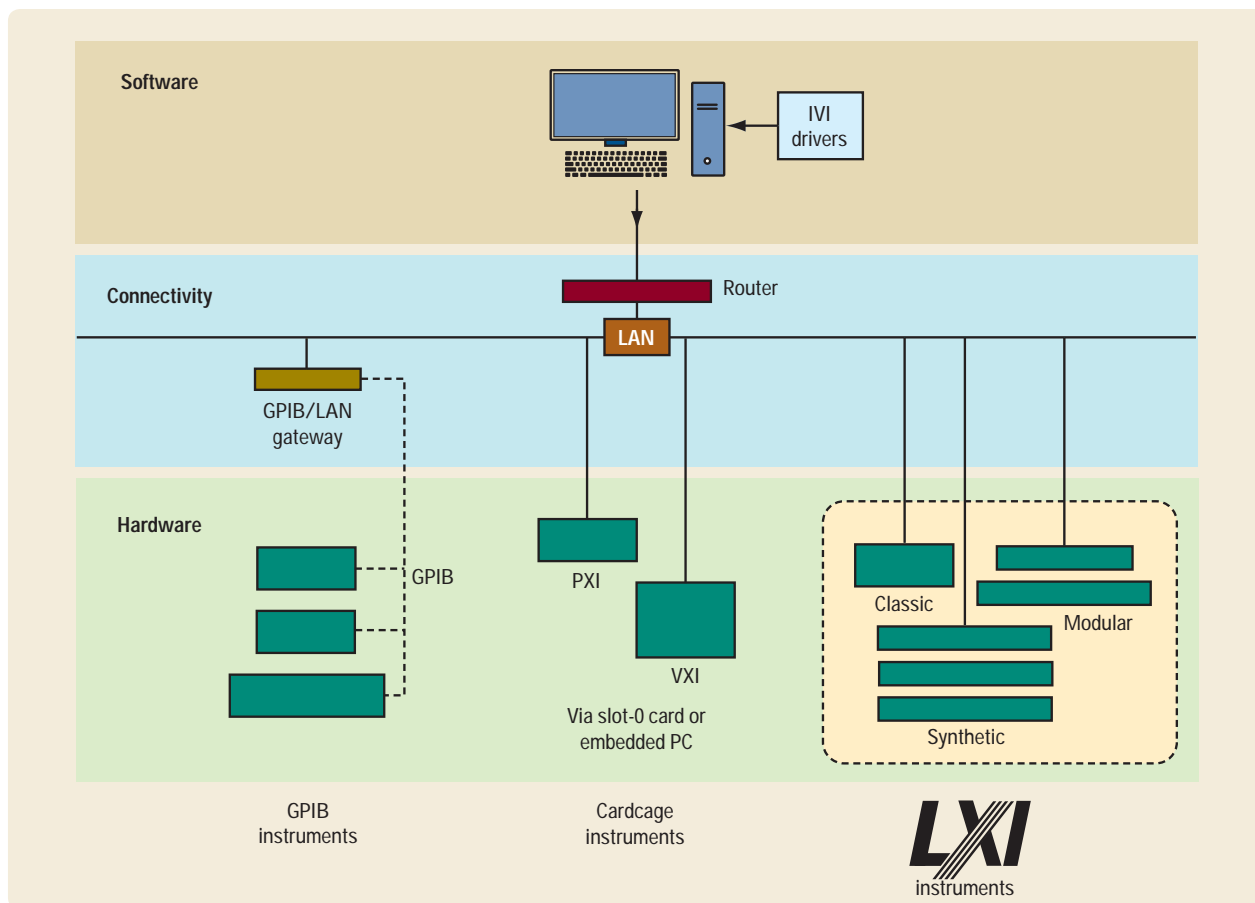 Software
IVI
drivers
Connectivity
Router
LAN
GPIB/LAN
gateway
Hardware
GPIB
PXI
VXI
Via slot-0 card or
embedded PC
Classic
Modular
Synthetic
GPIB
instruments
Cardcage
instruments
LXI
instruments